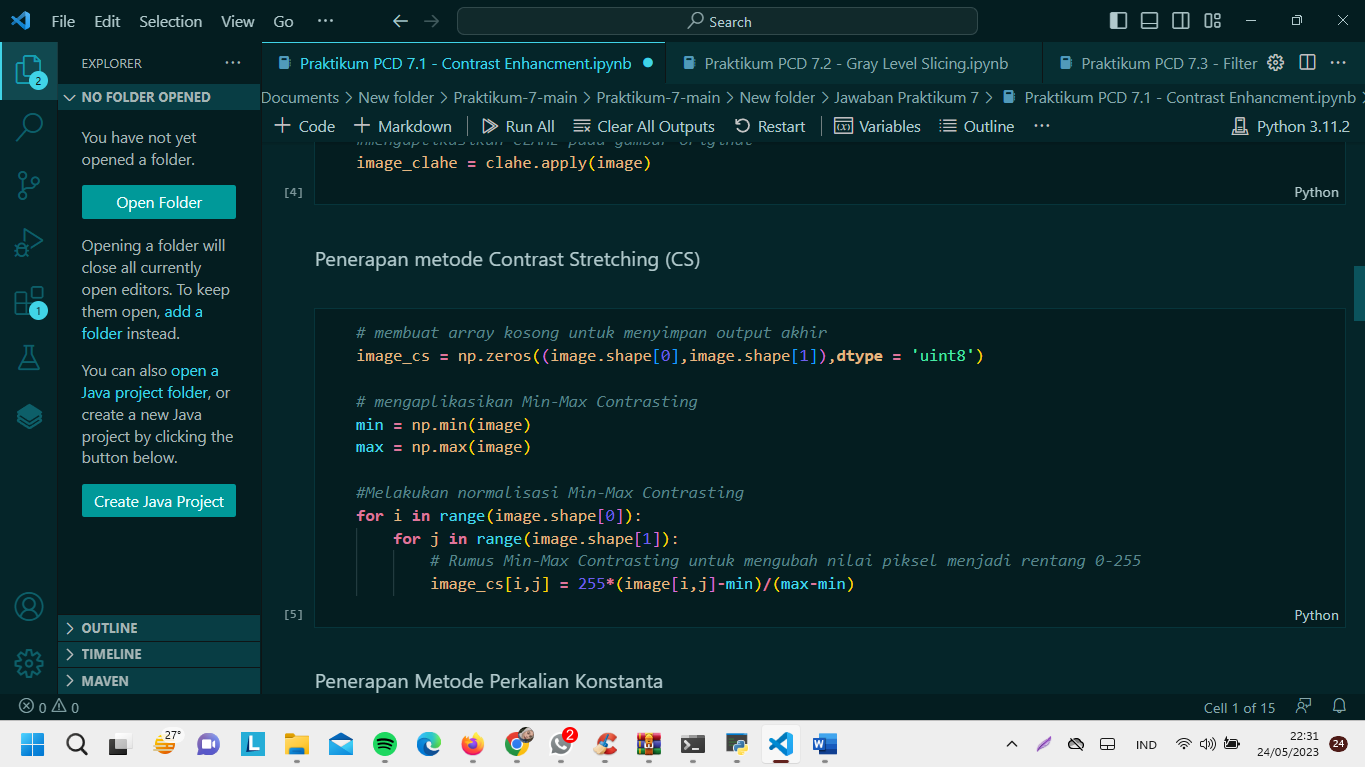 File Edit Selection View Go ··· Search
2
EXPLORER ···
NO FOLDER OPENED
You have not yet
opened a folder.
Open Folder
Opening a folder will
close all currently
open editors. To keep
them open, add a
folder instead.
You can also open a
Java project folder, or
create a new Java
project by clicking the
button below.
Create Java Project
OUTLINE
TIMELINE
MAVEN
1
Praktikum PCD 7.1 - Contrast Enhancment.ipynb Praktikum PCD 7.2 - Gray Level Slicing.ipynb Praktikum PCD 7.3 - Filter ···
Documents > New folder > Praktikum-7-main > Praktikum-7-main > New folder > Jawaban Praktikum 7 > Praktikum PCD 7.1 - Contrast Enhancment.ipynb >
+ Code + Markdown | Run All Clear All Outputs Restart | Variables Outline ··· Python 3.11.2
#mengaplikasikan CLAHE pada gambar original
image_clahe = clahe.apply(image)
[4] Python
Penerapan metode Contrast Stretching (CS)
# membuat array kosong untuk menyimpan output akhir
image_cs = np.zeros((image.shape[0],image.shape[1]),dtype = 'uint8')
# mengaplikasikan Min-Max Contrasting
min = np.min(image)
max = np.max(image)
#Melakukan normalisasi Min-Max Contrasting
for i in range(image.shape[0]):
for j in range(image.shape[1]):
# Rumus Min-Max Contrasting untuk mengubah nilai piksel menjadi rentang 0-255
image_cs[i,j] = 255*(image[i,j]-min)/(max-min)
[5] Python
Penerapan Metode Perkalian Konstanta
0 0 Cell 1 of 15
27° L 2 W IND 22:31
24/05/2023 24